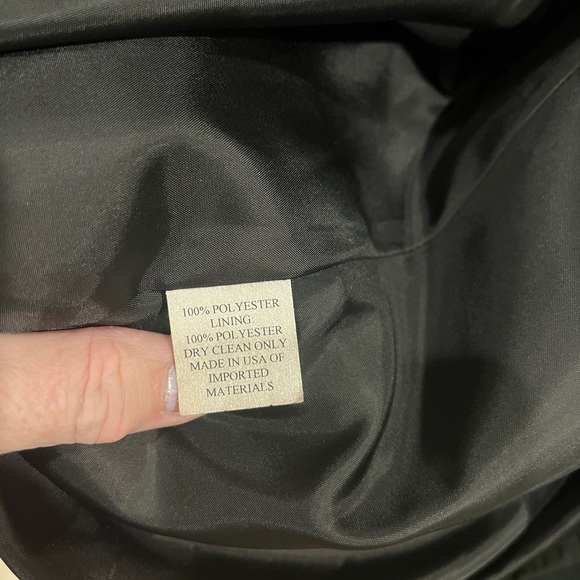 100% POLYESTER
LINING:
100% POLYESTER
DRY CLEAN ONLY
MADE IN USA OF
IMPORTED
MATERIALS